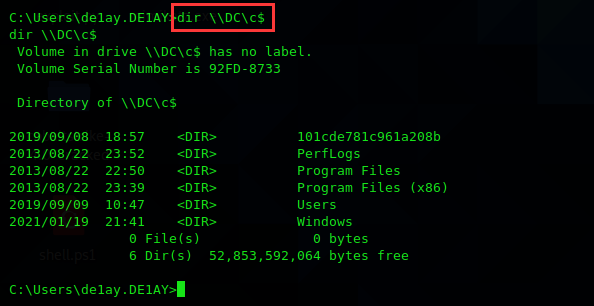 C:\Users\de1ay.DE1AY>dir \\DC\c$
dir \\DC\c$
 Volume in drive \\DC\c$ has no label.
 Volume Serial Number is 92FD-8733

 Directory of \\DC\c$

2019/09/08  18:57    <DIR>          101cde781c961a208b
2013/08/22  23:52    <DIR>          PerfLogs
2013/08/22  22:50    <DIR>          Program Files
2013/08/22  23:39    <DIR>          Program Files (x86)
2019/09/09  10:47    <DIR>          Users
2021/01/19  21:41    <DIR>          Windows
               0 File(s)              0 bytes
               6 Dir(s)  52,853,592,064 bytes free
shell.ps1

C:\Users\de1ay.DE1AY>